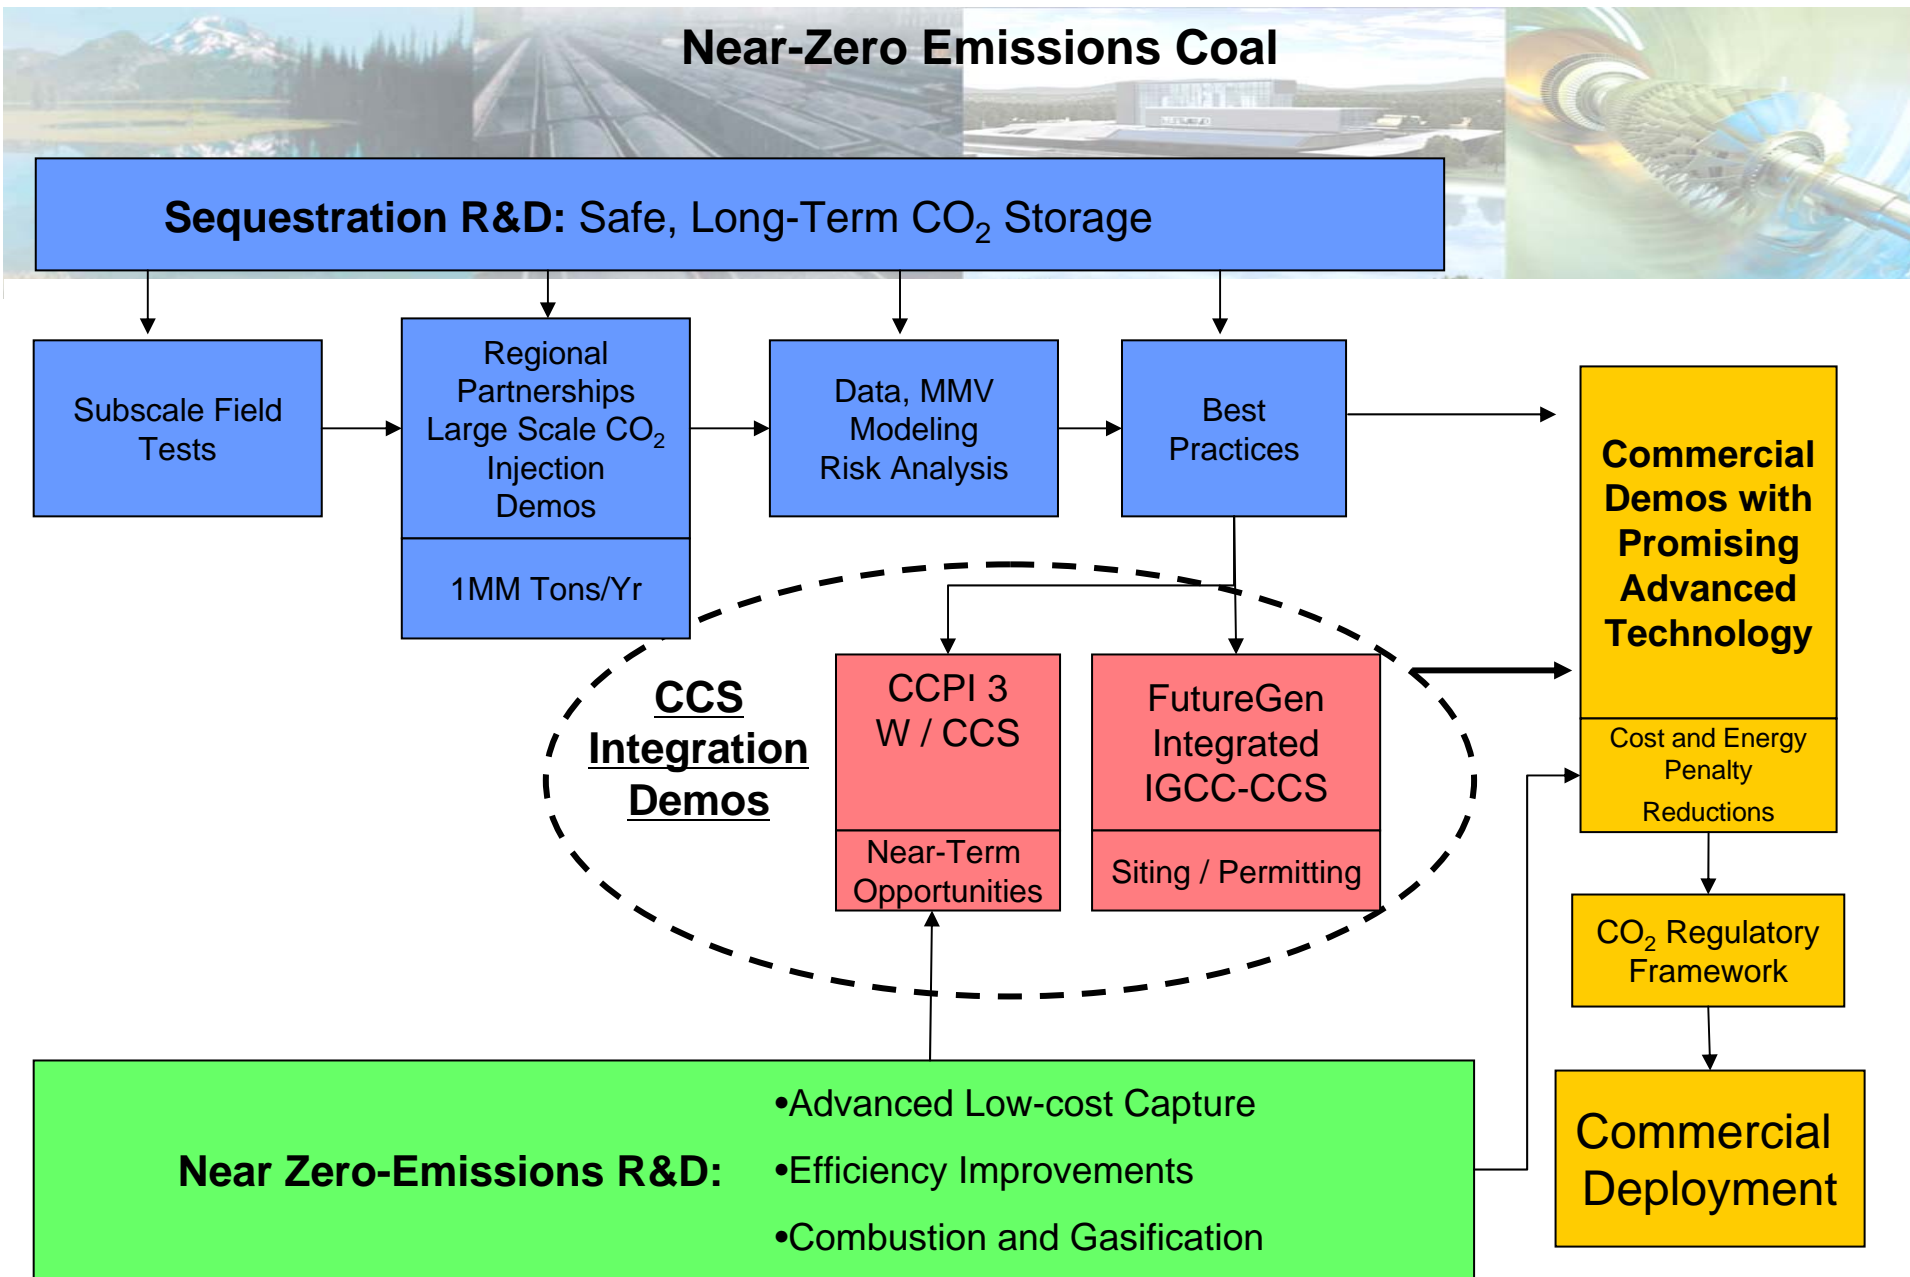 Near-Zero Emissions Coal
Sequestration R&D: Safe, Long-Term CO₂ Storage
Subscale Field
Tests
Regional
Partnerships
Large Scale CO₂
Injection
Demos
1MM Tons/Yr
Data, MMV
Modeling
Risk Analysis
Best
Practices
Commercial
Demos with
Promising
Advanced
Technology
Cost and Energy
Penalty
Reductions
CCS
Integration
Demos
CCPI 3
W / CCS
Near-Term
Opportunities
FutureGen
Integrated
IGCC-CCS
Siting / Permitting
CO₂ Regulatory
Framework
Commercial
Deployment
Near Zero-Emissions R&D:
•Advanced Low-cost Capture
•Efficiency Improvements
•Combustion and Gasification